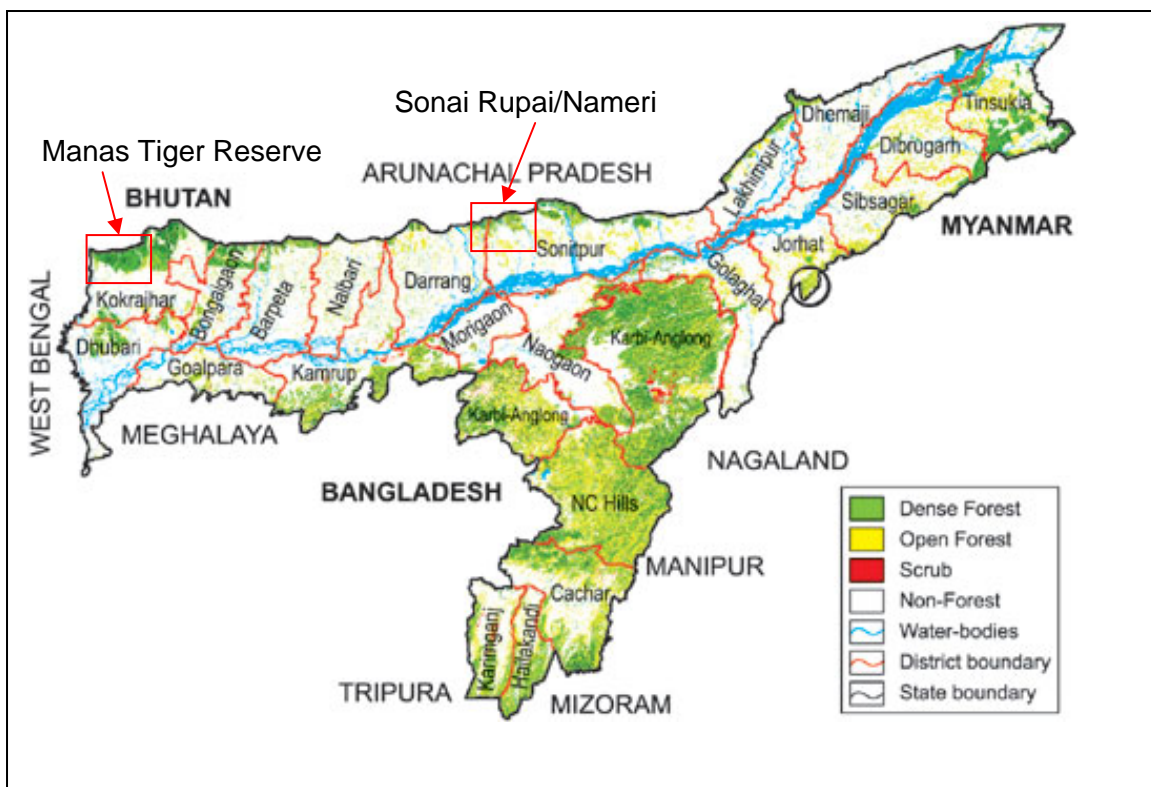 Sonai Rupai/Nameri
Manas Tiger Reserve
ARUNACHAL PRADESH
BHUTAN
Dhemaji
Tinsukia
Lakhimpur
Dibrugarh
Sibsagar
MYANMAR
Sonitpur
Jorhat
Golaghat
Darrang
Nalbari
Barpeta
Bongaigaon
Kokrajhar
Dhubari
Goalpara
Kamrup
Morigaon
Naogaon
Karbi-Anglong
Karbi-Anglong
WEST BENGAL
MEGHALAYA
NAGALAND
BANGLADESH
NC Hills
MANIPUR
Cachar
Karimganj
Hailakandi
TRIPURA
MIZORAM
Dense Forest
Open Forest
Scrub
Non-Forest
Water-bodies
District boundary
State boundary